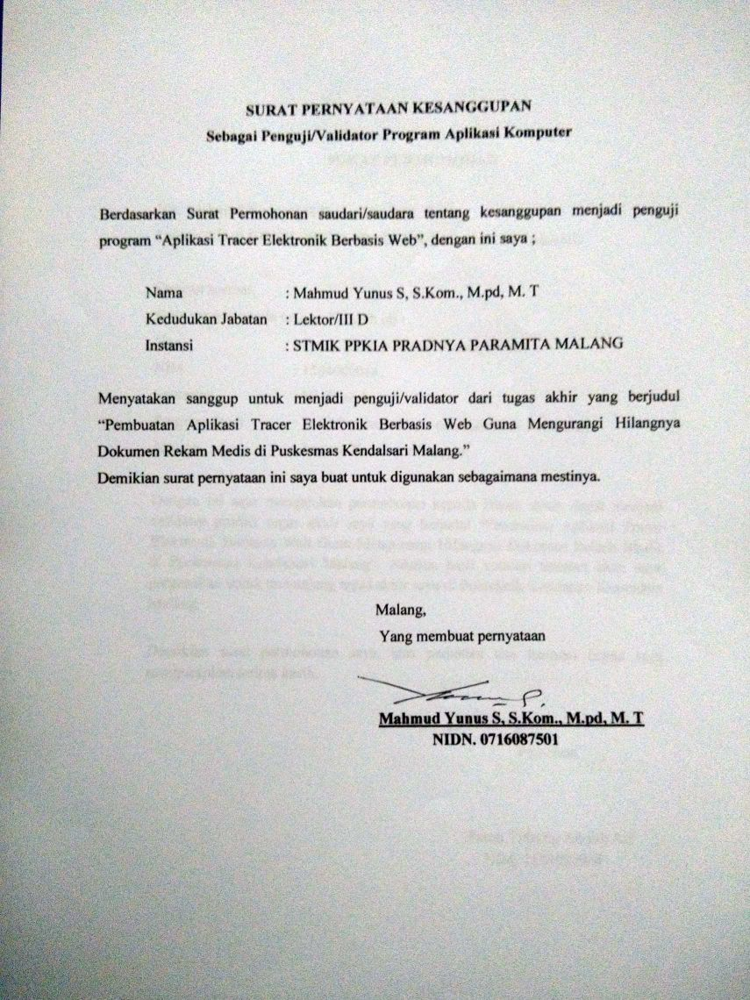 SURAT PERNYATAAN KESANGGUPAN
Sebagai Penguji/Validator Program Aplikasi Komputer
Berdasarkan Surat Permohonan saudari/saudara tentang kesanggupan menjadi penguji
program “Aplikasi Tracer Elektronik Berbasis Web”, dengan ini saya ;
Nama : Mahmud Yunus S, S.Kom., M.pd, M. T
Kedudukan Jabatan : Lektor/III D
Instansi : STMIK PPKIA PRADNYA PARAMITA MALANG
Menyatakan sanggup untuk menjadi penguji/validator dari tugas akhir yang berjudul
“Pembuatan Aplikasi Tracer Elektronik Berbasis Web Guna Mengurangi Hilangnya
Dokumen Rekam Medis di Puskesmas Kendalsari Malang.”
Demikian surat pernyataan ini saya buat untuk digunakan sebagaimana mestinya.
Malang,
Yang membuat pernyataan
Mahmud Yunus S, S.Kom., M.pd, M. T
NIDN. 0716087501